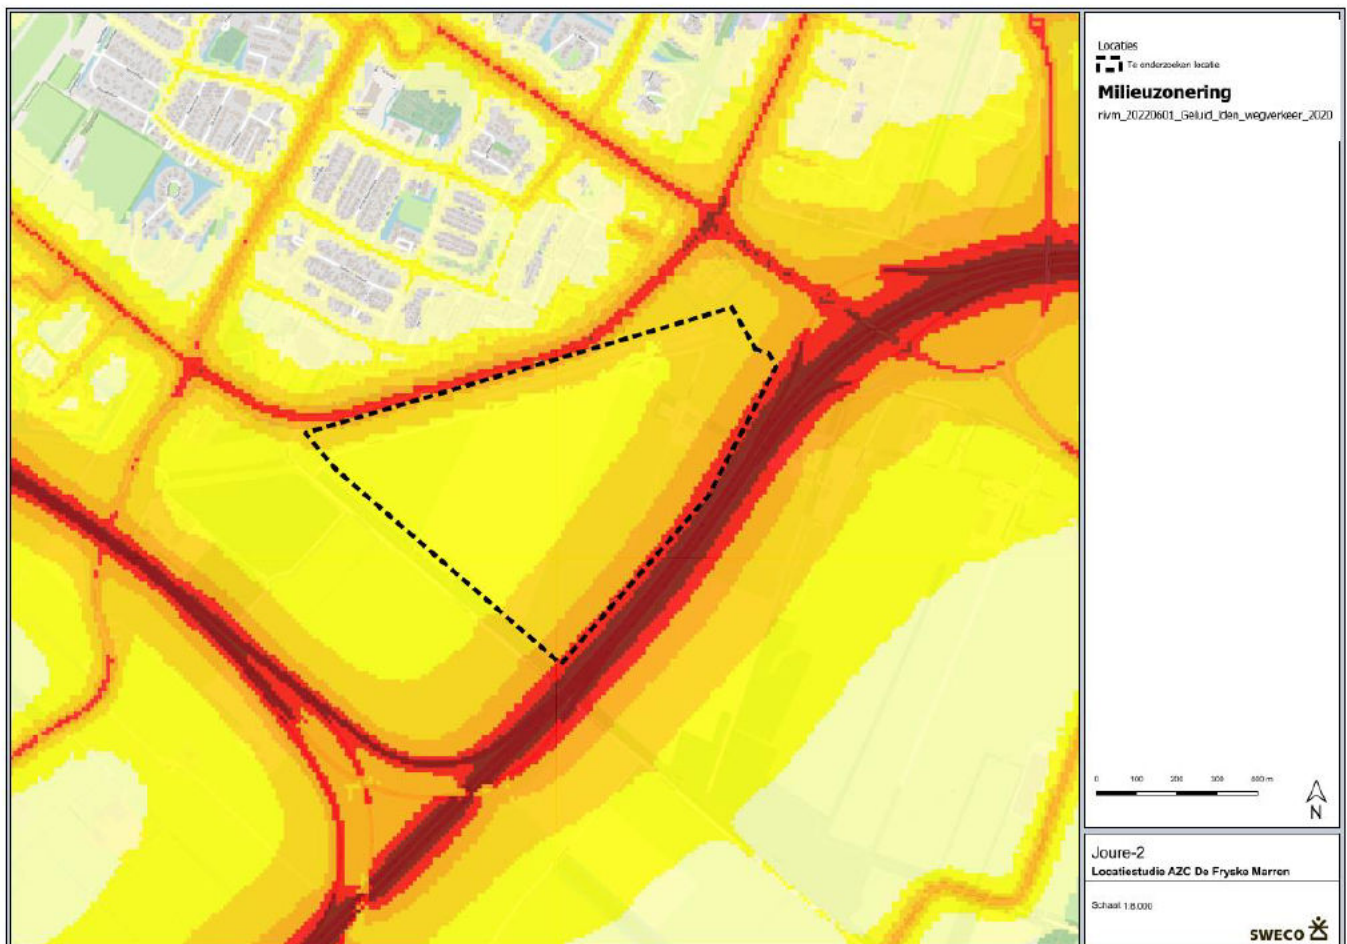 Locaties
Te onderzoeken locatie
Milieuzonering
rivm_20220601_Geluid_lden_wegverkeer_2020
0 100 200 300 400 m
N
Joure-2
Locatiestudie AZC De Fryske Marren
Schaal 1:8.000
SWECO